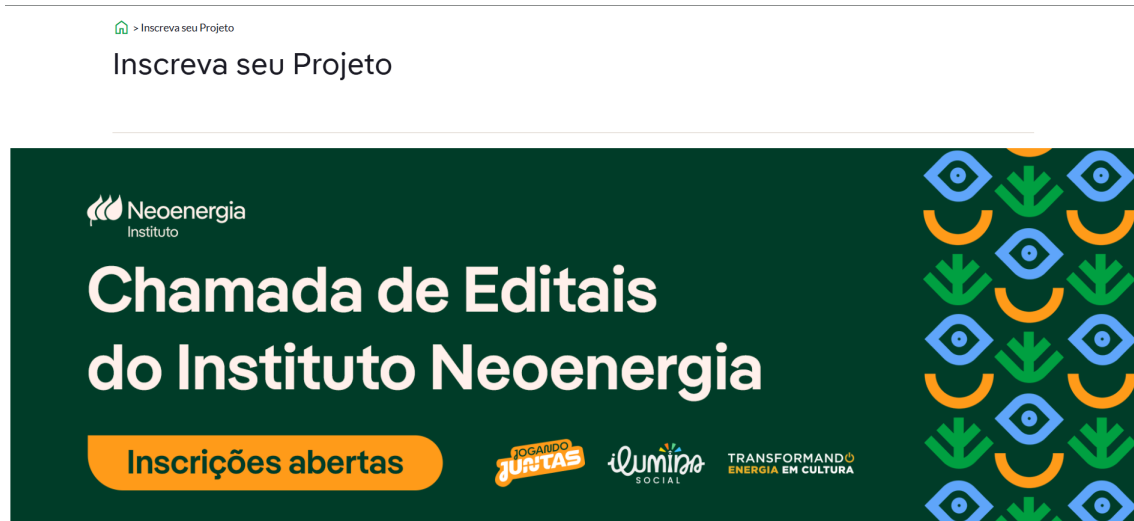 > Inscreva seu Projeto
Inscreva seu Projeto
Neoenergia
Instituto
Chamada de Editais
do Instituto Neoenergia
Inscrições abertas
JOGANDO
JUNTAS
ilumina
SOCIAL
TRANSFORMANDO
ENERGIA EM CULTURA